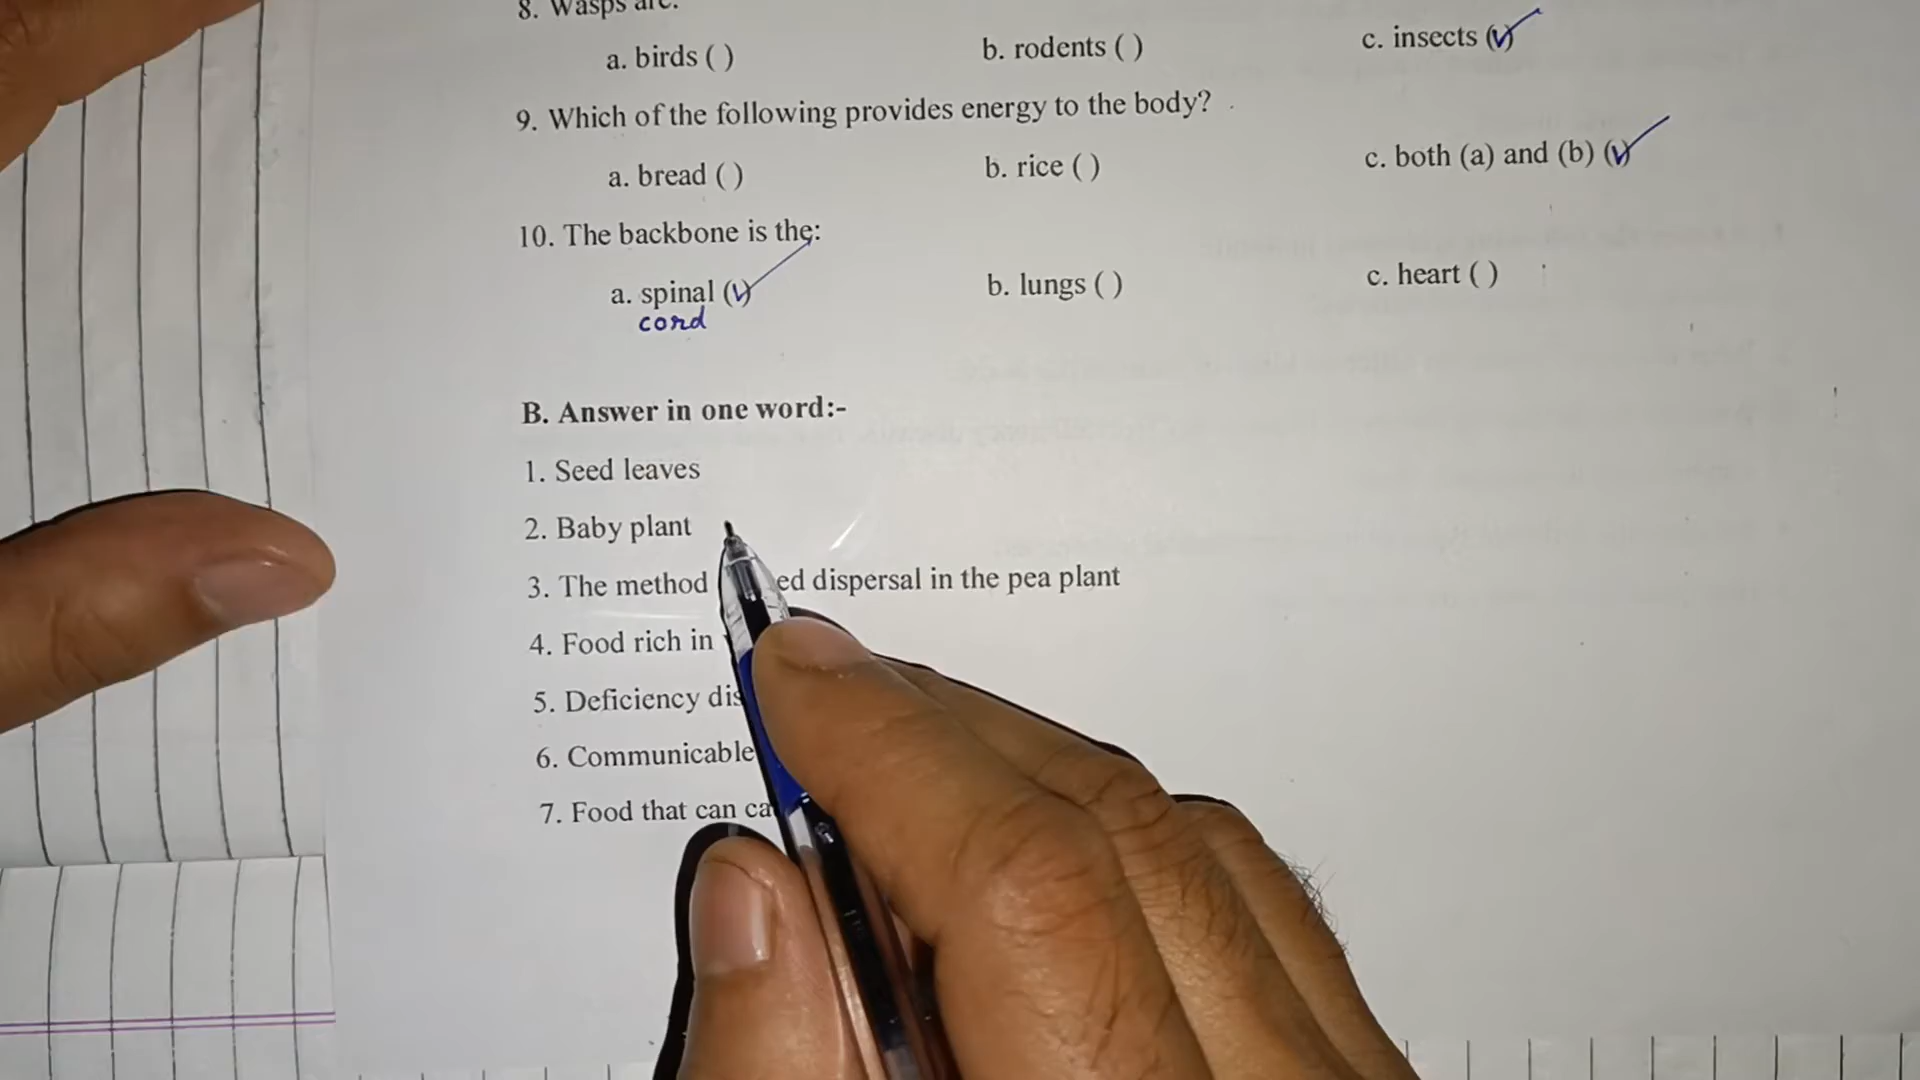 8. Wasps are:
a. birds ( ) b. rodents ( ) c. insects (✓)
9. Which of the following provides energy to the body?
a. bread ( ) b. rice ( ) c. both (a) and (b) (✓)
10. The backbone is the:
a. spinal (✓) b. lungs ( ) c. heart ( )
cord
B. Answer in one word:-
1. Seed leaves
2. Baby plant
3. The method ed dispersal in the pea plant
4. Food rich in
5. Deficiency dis
6. Communicable
7. Food that can ca